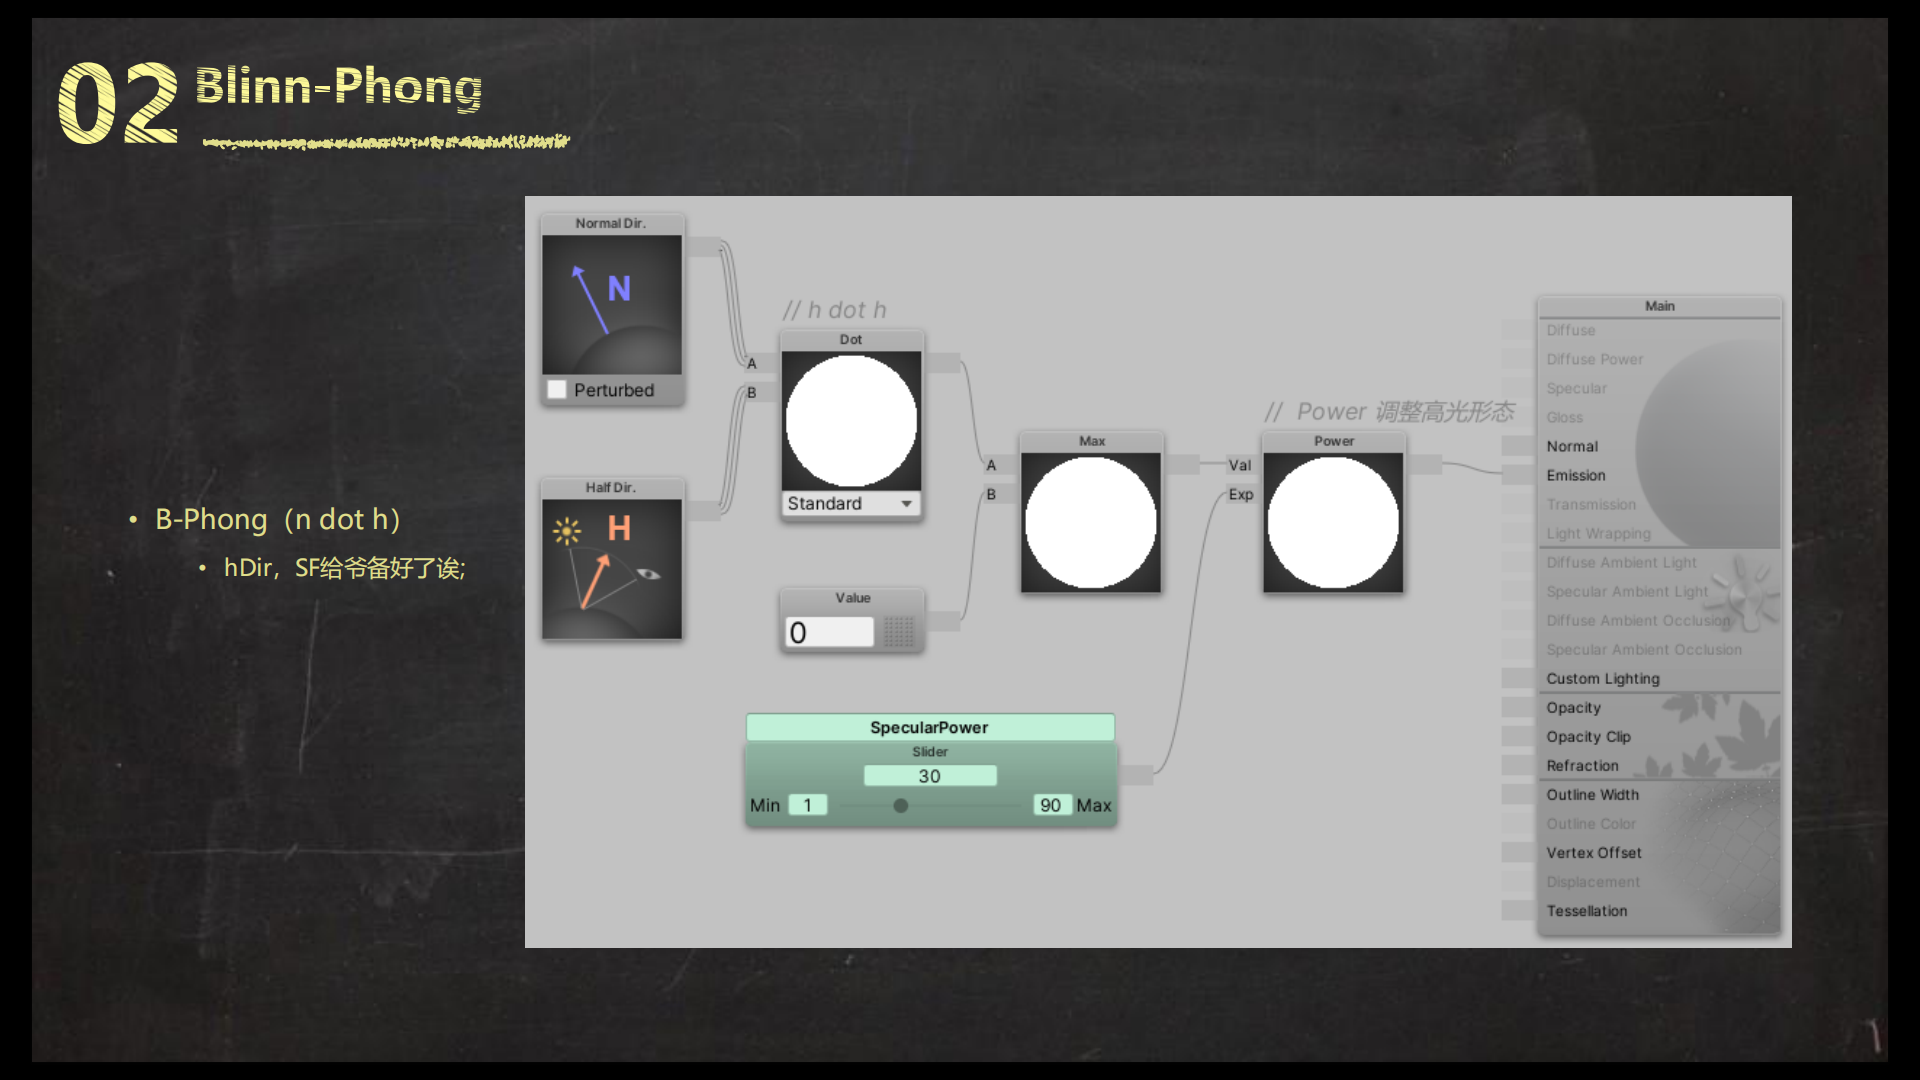 02 Blinn-Phong
• B-Phong（n dot h）
• hDir，SF给爷备好了诶;
Normal Dir.
N
Perturbed
Half Dir.
H
// h dot h
Dot
A
B
Standard
Value
0
Max
A
B
SpecularPower
Slider
30
Min 1 90 Max
// Power 调整高光形态
Power
Val
Exp
Main
Diffuse
Diffuse Power
Specular
Gloss
Normal
Emission
Transmission
Light Wrapping
Diffuse Ambient Light
Specular Ambient Light
Diffuse Ambient Occlusion
Specular Ambient Occlusion
Custom Lighting
Opacity
Opacity Clip
Refraction
Outline Width
Outline Color
Vertex Offset
Displacement
Tessellation